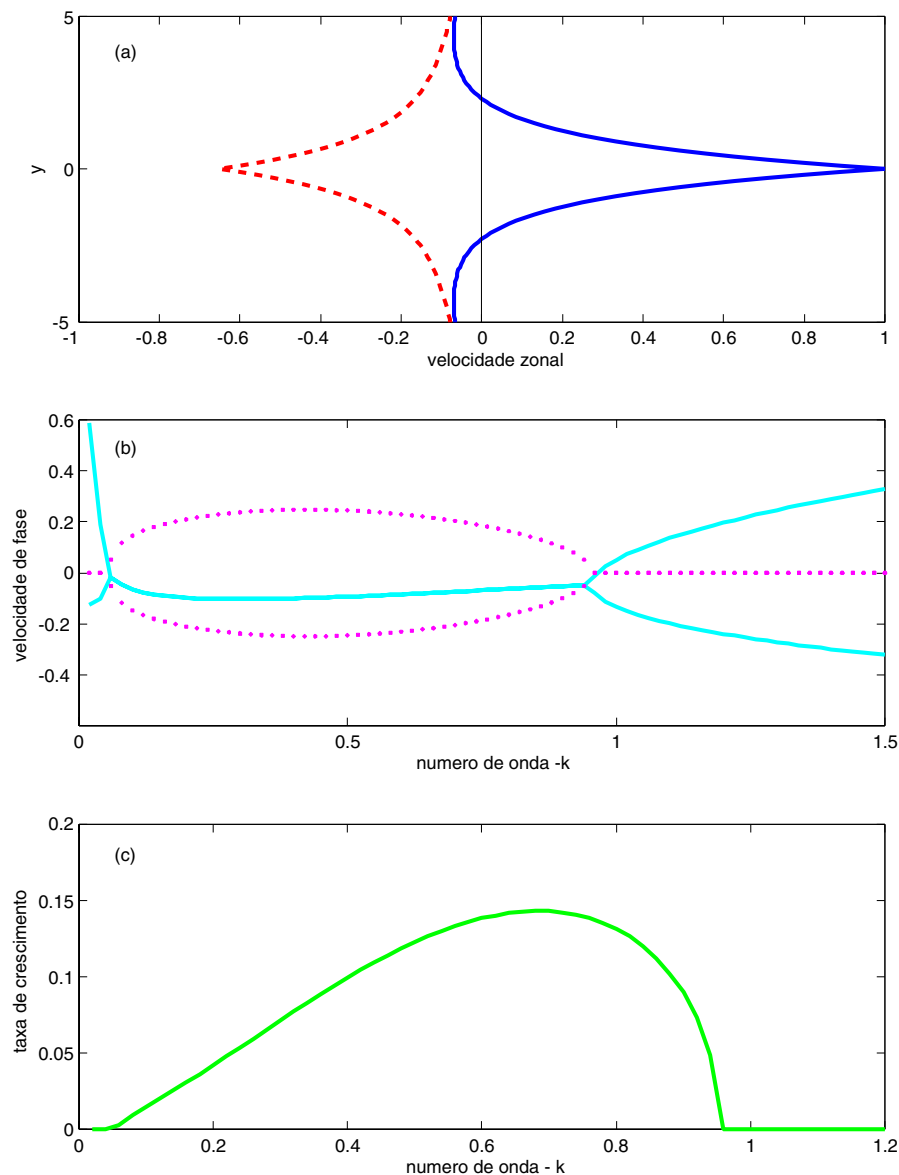 5
(a)
y
0
-5
-1 -0.8 -0.6 -0.4 -0.2 0 0.2 0.4 0.6 0.8 1
velocidade zonal
0.6
(b)
0.4
0.2
velocidade de fase
0
-0.2
-0.4
0 0.5 1 1.5
numero de onda -k
0.2
(c)
0.15
taxa de crescimento
0.1
0.05
0
0 0.2 0.4 0.6 0.8 1 1.2
numero de onda - k